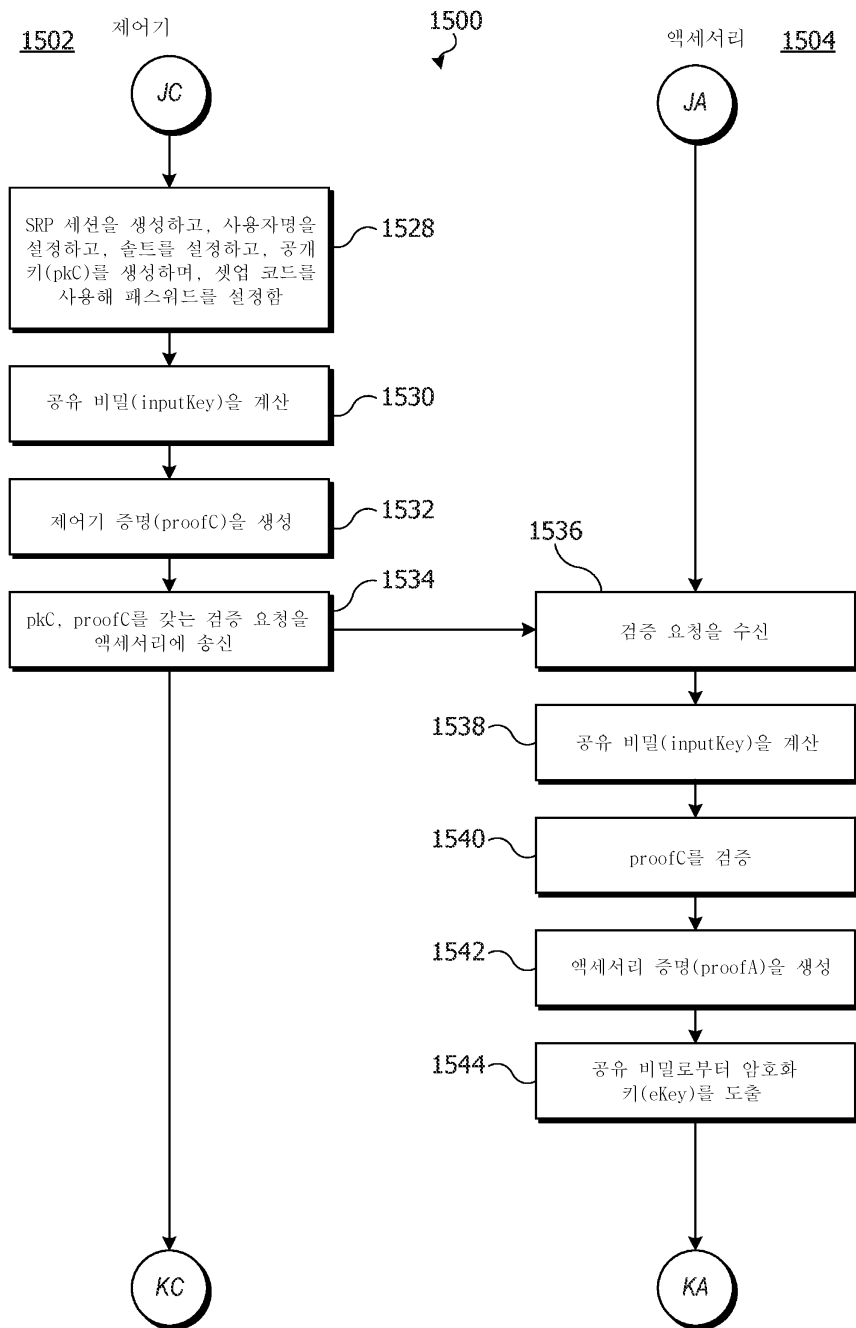 1502
제어기
1500
액세서리
1504
JC
JA
SRP 세션을 생성하고, 사용자명을
설정하고, 솔트를 설정하고, 공개
키(pkC)를 생성하며, 셋업 코드를
사용해 패스워드를 설정함
1528
공유 비밀(inputKey)을 계산
1530
제어기 증명(proofC)을 생성
1532
pkC, proofC를 갖는 검증 요청을
액세서리에 송신
1534
1536
검증 요청을 수신
1538
공유 비밀(inputKey)을 계산
1540
proofC를 검증
1542
액세서리 증명(proofA)을 생성
1544
공유 비밀로부터 암호화
키(eKey)를 도출
KC
KA